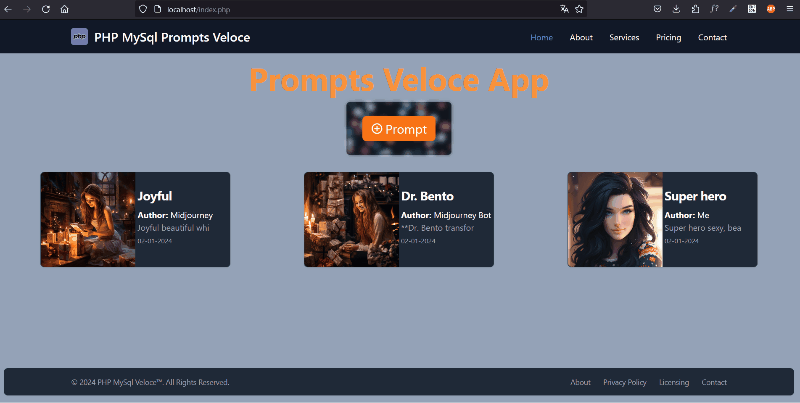 localhost/index.php
php PHP MySql Prompts Veloce Home About Services Pricing Contact
Prompts Veloce App
Prompt
Joyful
Author: Midjourney
Joyful beautiful whi
02-01-2024
Dr. Bento
Author: Midjourney Bot
**Dr. Bento transfor
02-01-2024
Super hero
Author: Me
Super hero sexy, bea
02-01-2024
© 2024 PHP MySql Veloce™. All Rights Reserved. About Privacy Policy Licensing Contact